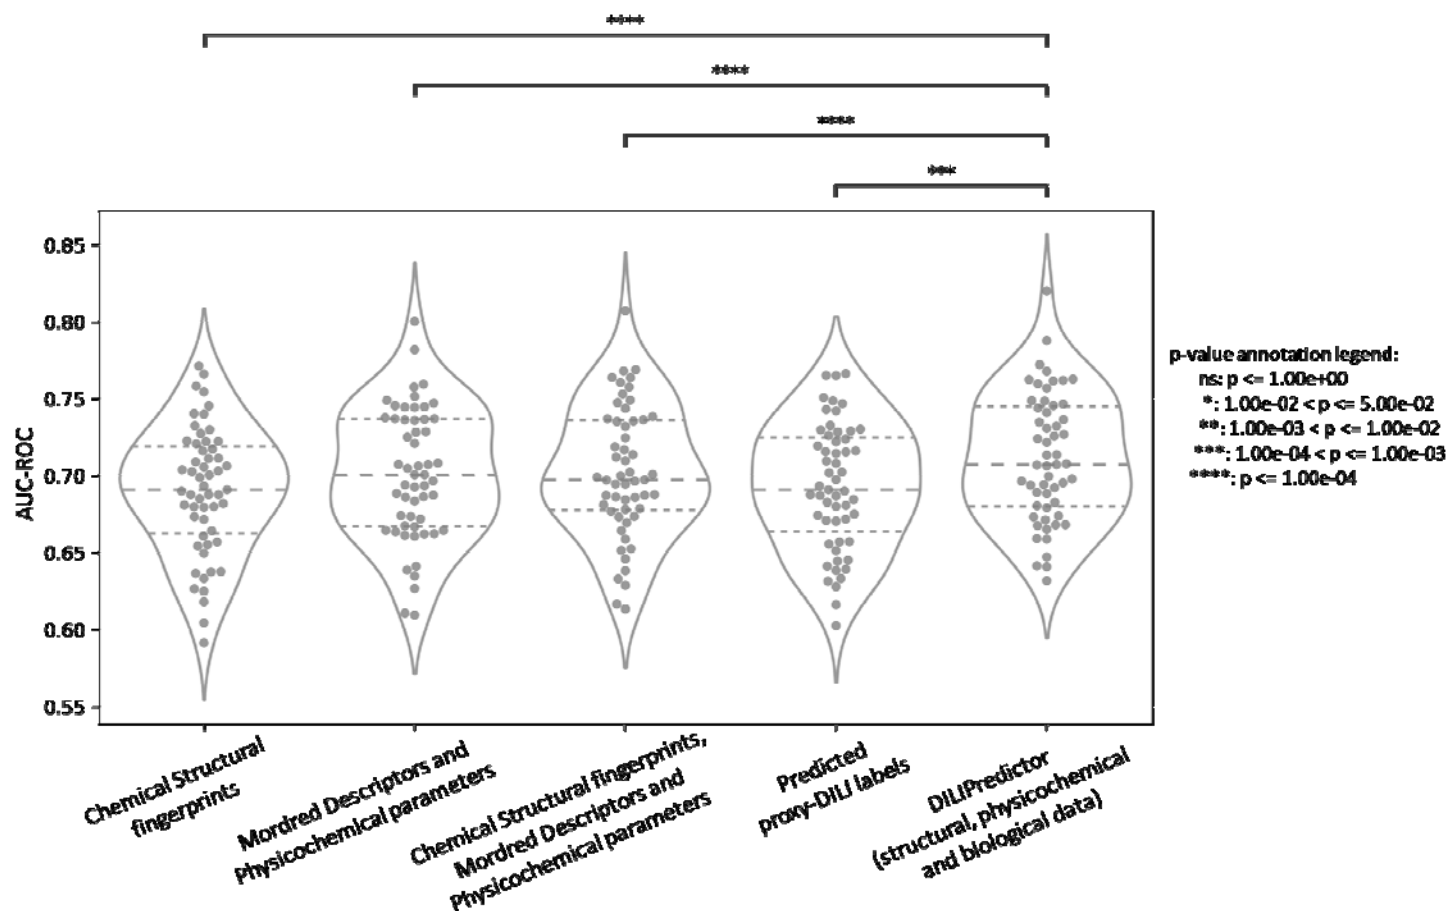 ****
****
****
***
0.85
0.80
0.75
0.70
0.65
0.60
0.55
AUC-ROC
p-value annotation legend:
ns: p <= 1.00e+00
*: 1.00e-02 < p <= 5.00e-02
**: 1.00e-03 < p <= 1.00e-02
***: 1.00e-04 < p <= 1.00e-03
****: p <= 1.00e-04
Chemical Structural
fingerprints
Mordred Descriptors and
Physicochemical parameters
Chemical Structural fingerprints,
Mordred Descriptors and
Physicochemical parameters
Predicted
proxy-DILI labels
DILIPredictor
(structural, physicochemical
and biological data)